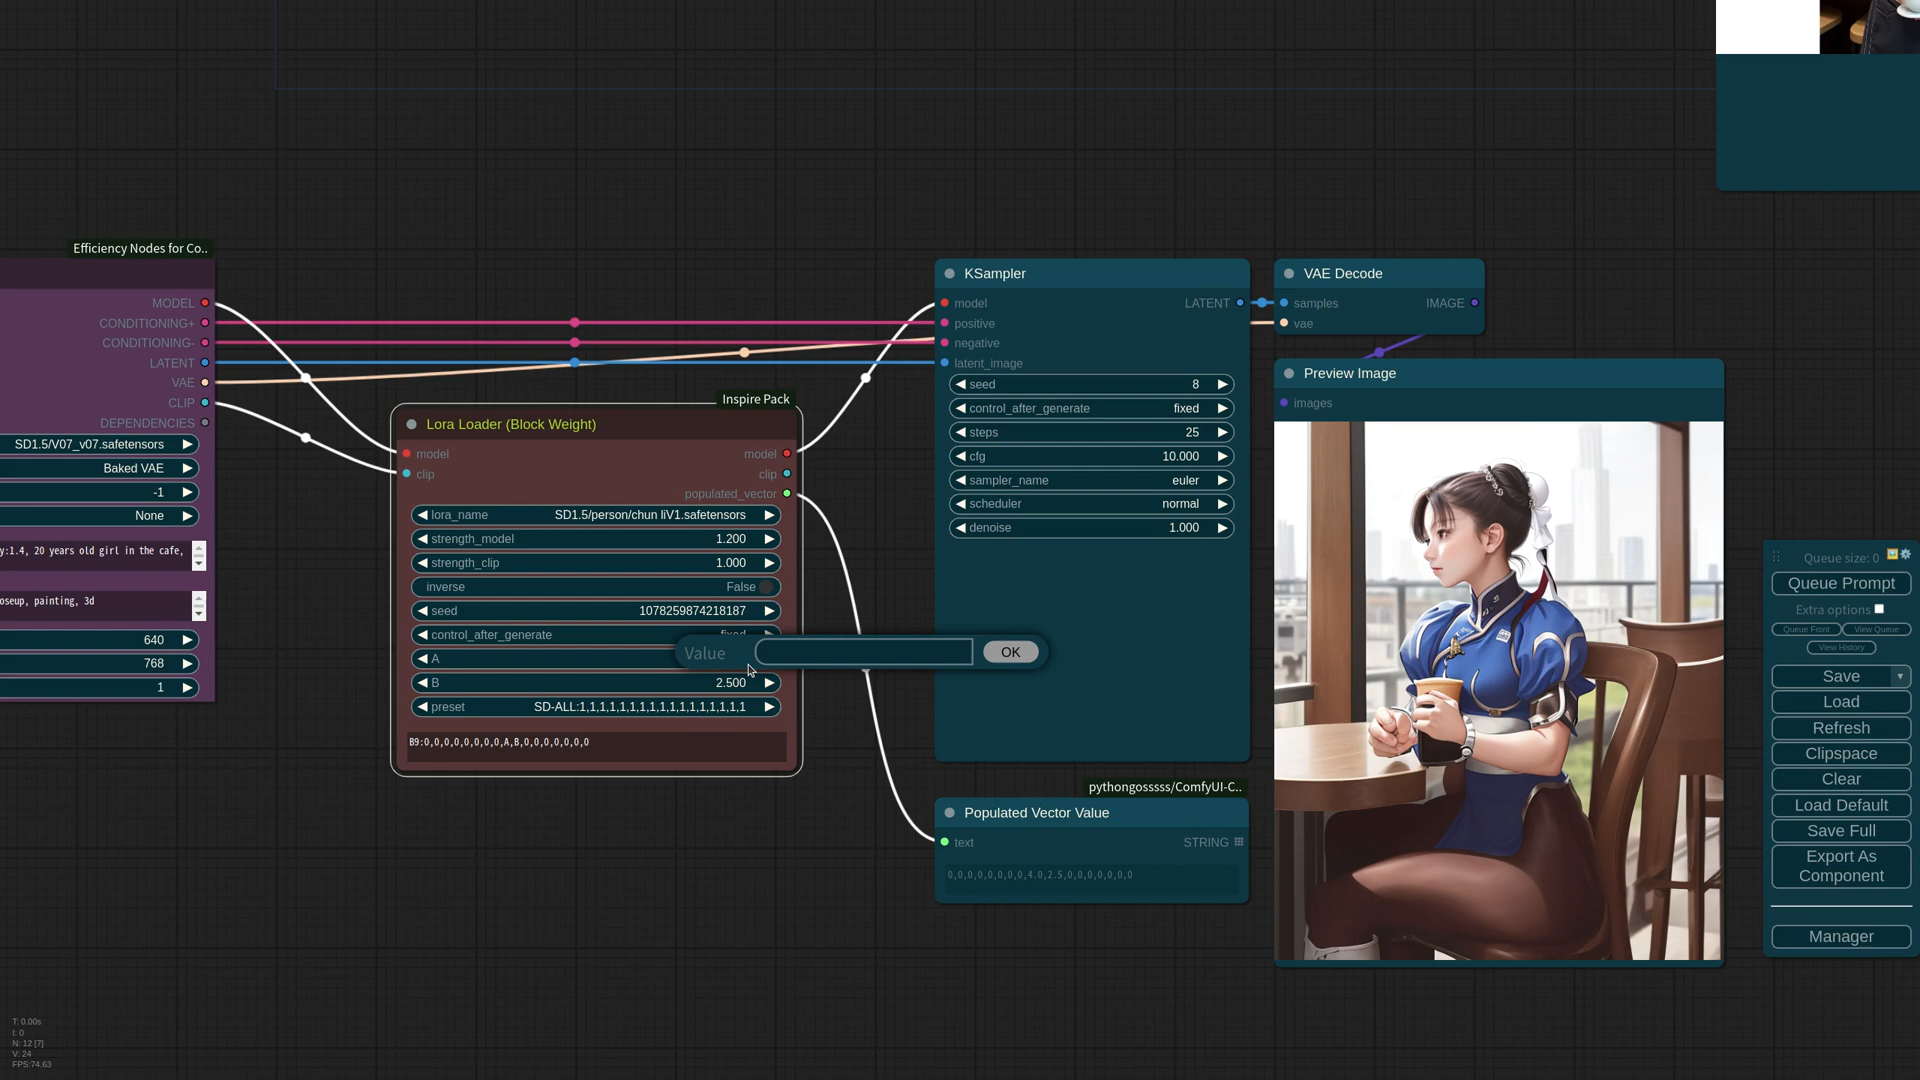 Efficiency Nodes for Co..
MODEL
CONDITIONING+
CONDITIONING-
LATENT
VAE
CLIP
DEPENDENCIES
SD1.5/V07_v07.safetensors
Baked VAE
-1
None
y:1.4, 20 years old girl in the cafe,
oseup, painting, 3d
640
768
1
Inspire Pack
Lora Loader (Block Weight)
model model
clip clip
populated_vector
lora_name SD1.5/person/chun liV1.safetensors
strength_model 1.200
strength_clip 1.000
inverse False
seed 1078259874218187
control_after_generate fixed
A
B 2.500
preset SD-ALL:1,1,1,1,1,1,1,1,1,1,1,1,1,1,1,1,1
B9:0,0,0,0,0,0,0,0,A,B,0,0,0,0,0,0,0
Value OK
KSampler
model LATENT
positive
negative
latent_image
seed 8
control_after_generate fixed
steps 25
cfg 10.000
sampler_name euler
scheduler normal
denoise 1.000
pythongosssss/ComfyUI-C..
Populated Vector Value
text STRING
0,0,0,0,0,0,0,0,4.0,2.5,0,0,0,0,0,0,0
VAE Decode
samples IMAGE
vae
Preview Image
images
Queue size: 0
Queue Prompt
Extra options
Queue Front View Queue
View History
Save
Load
Refresh
Clipspace
Clear
Load Default
Save Full
Export As
Component
Manager
T: 0.00s
I: 0
N: 12 [7]
V: 24
FPS:74.63